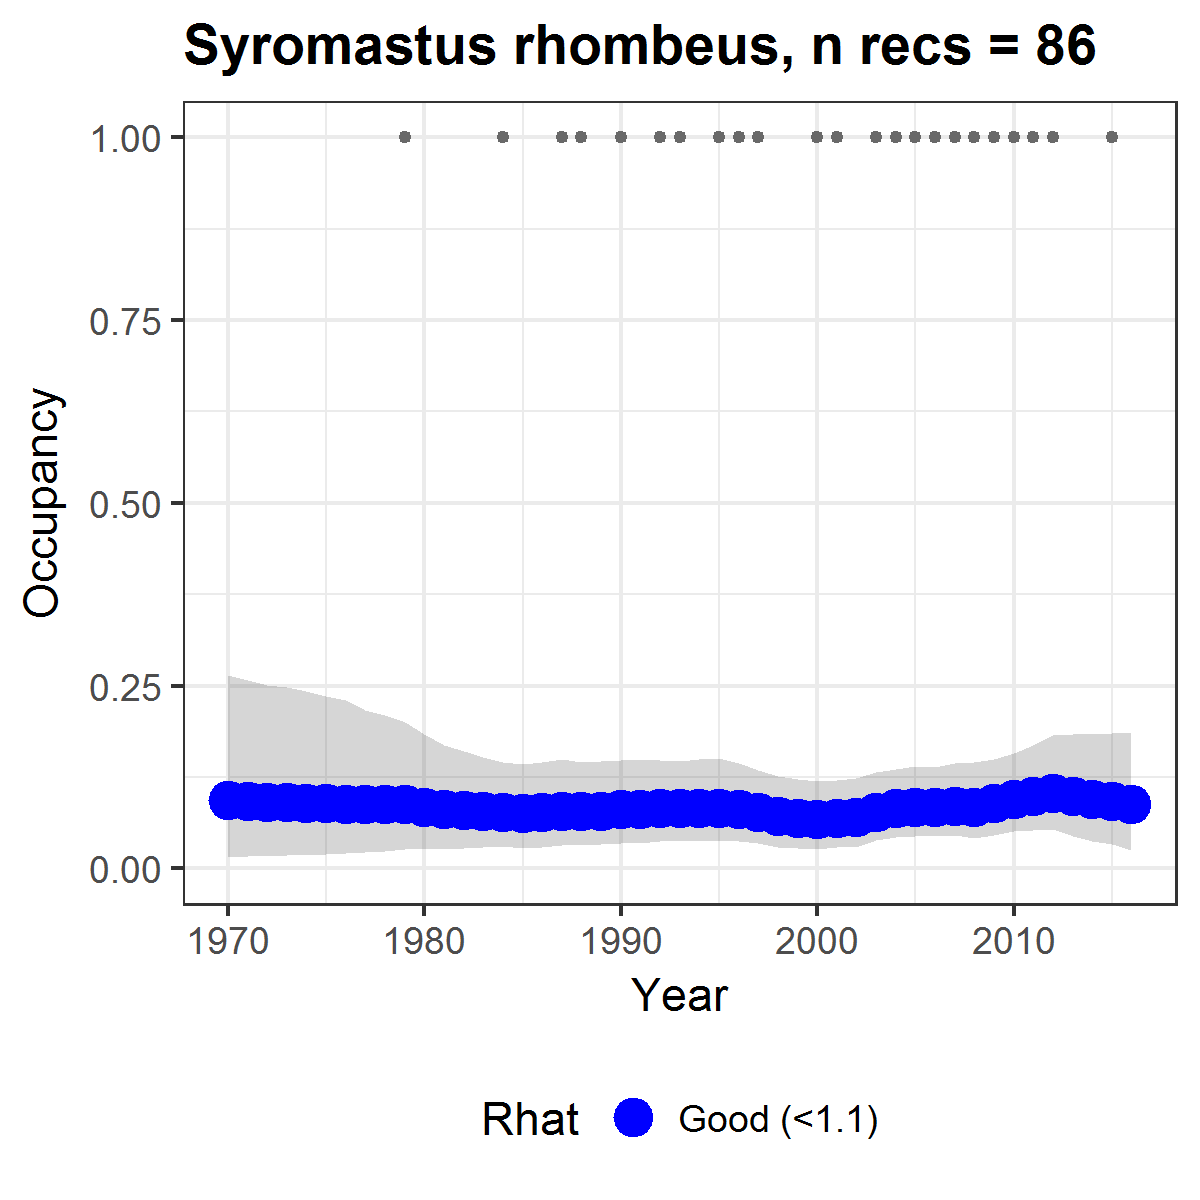 Syromastus rhombeus, n recs = 86
1.00
0.75
0.50
0.25
0.00
Occupancy
1970 1980 1990 2000 2010
Year
Rhat Good (<1.1)